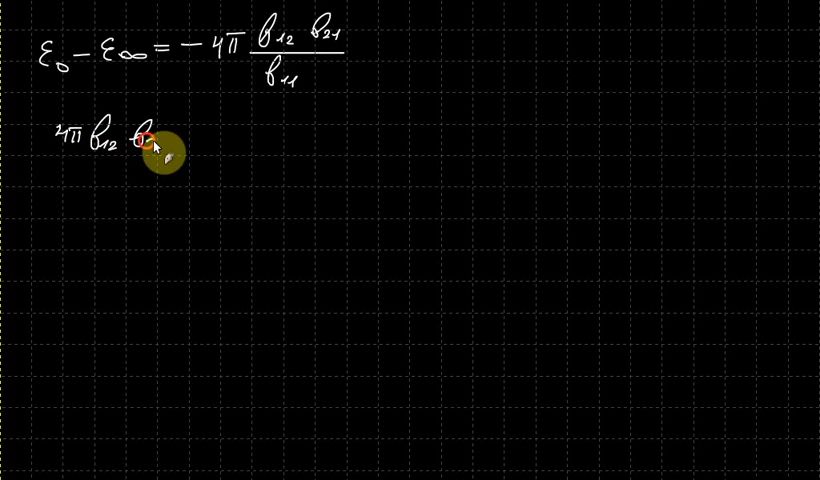 ε₀ − ε∞ = − 4π b₁₂ b₂₁ / b₁₁
4π b₁₂ b